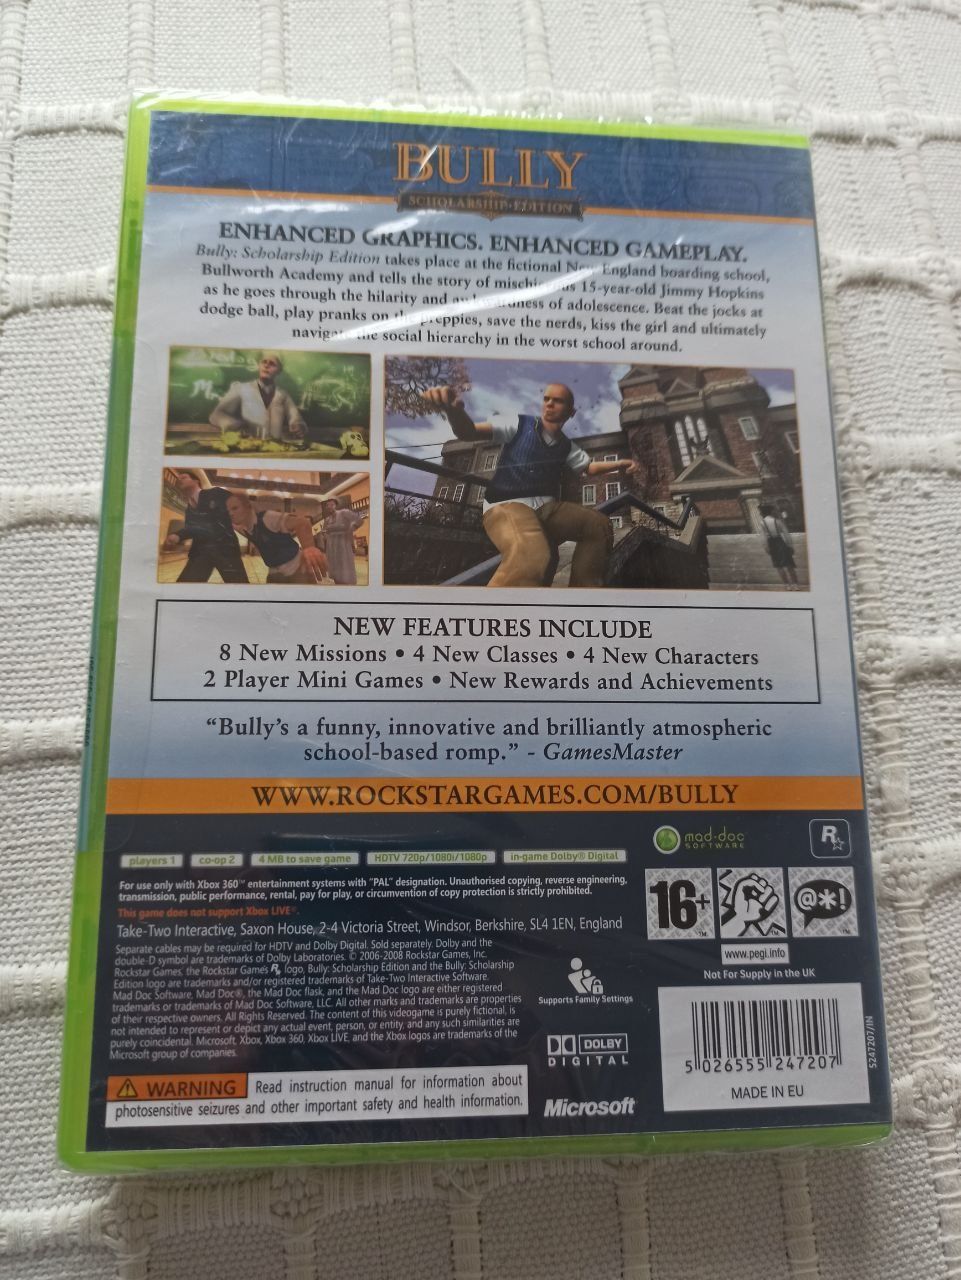 BULLY
SCHOLARSHIP EDITION
ENHANCED GRAPHICS. ENHANCED GAMEPLAY.
Bully: Scholarship Edition takes place at the fictional New England boarding school,
Bullworth Academy and tells the story of 15-year-old Jimmy Hopkins
as he goes through the hilarity and of adolescence. Beat the jocks at
dodge ball, play pranks on the preppies, save the nerds, kiss the girl and ultimately
navigate the social hierarchy in the worst school around.
NEW FEATURES INCLUDE
8 New Missions • 4 New Classes • 4 New Characters
2 Player Mini Games • New Rewards and Achievements
“Bully's a funny, innovative and brilliantly atmospheric
school-based romp.” - GamesMaster
WWW.ROCKSTARGAMES.COM/BULLY
mad·doc
SOFTWARE
R
players 1
co-op 2
4 MB to save game
HDTV 720p/1080i/1080p
in-game Dolby® Digital
For use only with Xbox 360™ entertainment systems with “PAL” designation. Unauthorised copying, reverse engineering,
transmission, public performance, rental, pay for play, or circumvention of copy protection is strictly prohibited.
This game does not support Xbox LIVE®.
Take-Two Interactive, Saxon House, 2-4 Victoria Street, Windsor, Berkshire, SL4 1EN, England
Separate cables may be required for HDTV and Dolby Digital. Sold separately. Dolby and the
double-D symbol are trademarks of Dolby Laboratories. © 2006-2008 Rockstar Games, Inc.
Rockstar Games, the Rockstar Games R logo, Bully: Scholarship Edition and the Bully: Scholarship
Edition logo are trademarks and/or registered trademarks of Take-Two Interactive Software.
Mad Doc Software, Mad Doc®, the Mad Doc flask, and the Mad Doc logo are either registered
trademarks or trademarks of Mad Doc Software, LLC. All other marks and trademarks are properties
of their respective owners. All Rights Reserved. The content of this videogame is purely fictional, is
not intended to represent or depict any actual event, person, or entity, and any such similarities are
purely coincidental. Microsoft, Xbox, Xbox 360, Xbox LIVE, and the Xbox logos are trademarks of the
Microsoft group of companies.
16+
@*!
www.pegi.info
Not For Supply in the UK
Supports Family Settings
DOLBY
DIGITAL
WARNING Read instruction manual for information about
photosensitive seizures and other important safety and health information.
Microsoft
5 026555 247207
MADE IN EU
5247207/IN